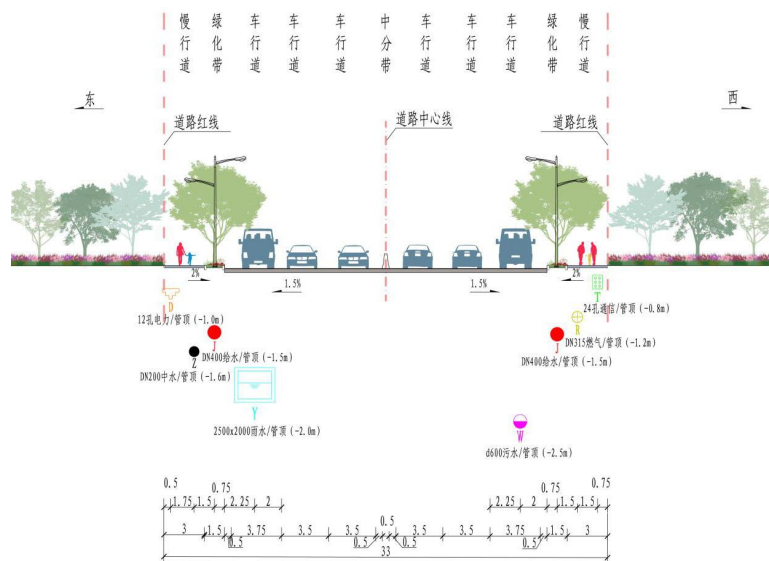 慢行道
绿化带
车行道
车行道
车行道
中分带
车行道
车行道
车行道
绿化带
慢行道
东
西
道路红线
道路中心线
道路红线
2%
1.5%
1.5%
2%
D
12孔电力/管顶(-1.0m)
T
24孔通信/管顶(-0.8m)
R
DN315燃气/管顶(-1.2m)
J
DN400给水/管顶(-1.5m)
J
DN400给水/管顶(-1.5m)
Z
DN200中水/管顶(-1.6m)
Y
2500x2000雨水/管顶(-2.0m)
W
d600污水/管顶(-2.5m)
0.5
0.75
0.75
0.75
1.75
1.5
2.25
2
2.25
2
1.5
1.5
3
1.5
0.5
3.75
3.5
3.5
0.5
0.5
0.5
3.5
3.5
3.75
0.5
1.5
3
33